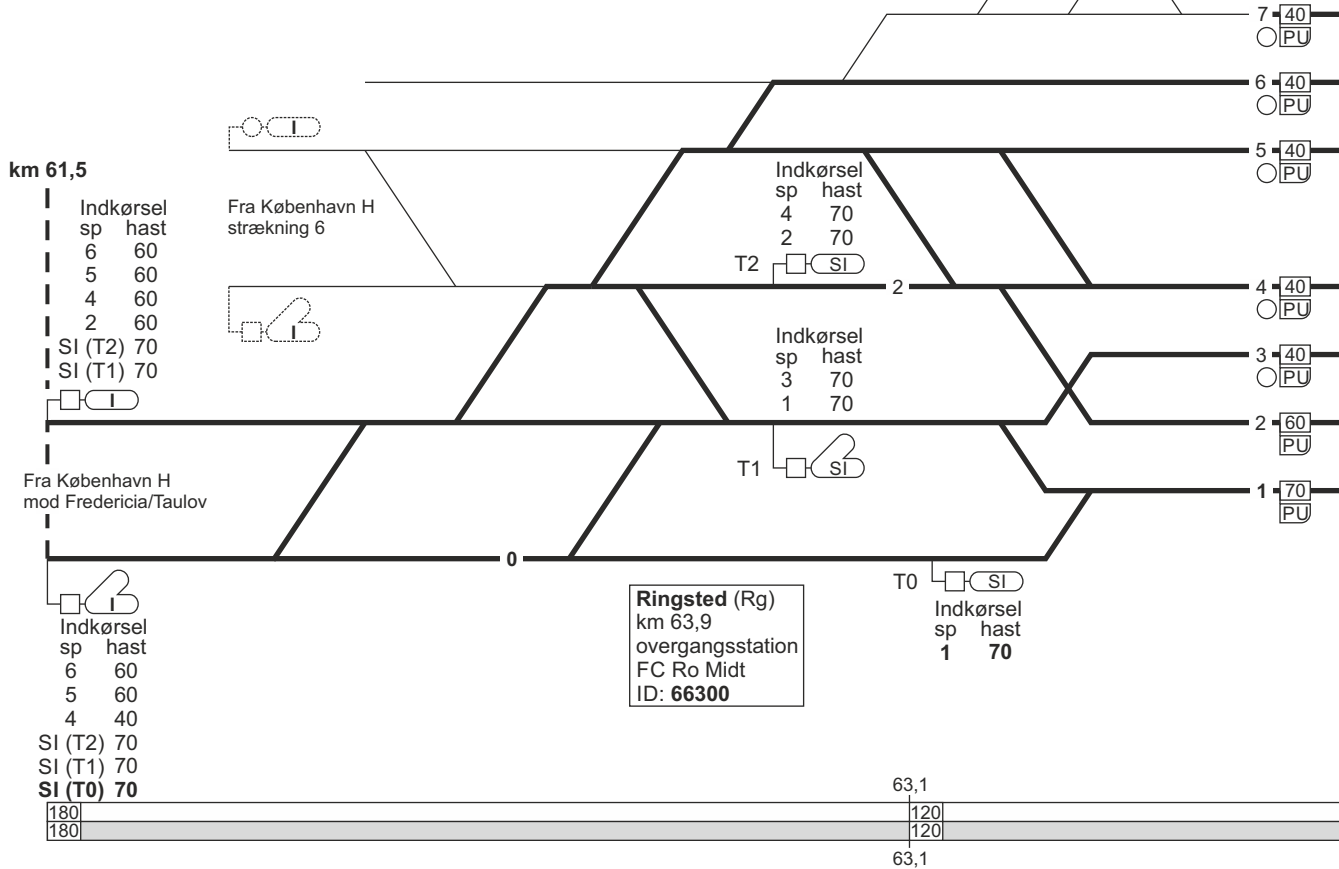 7 40
PU
6 40
PU
5 40
PU
km 61,5
I
Indkørsel
sp hast
6 60
5 60
4 60
2 60
SI (T2) 70
SI (T1) 70
I
Fra København H
strækning 6
I
Indkørsel
sp hast
4 70
2 70
T2 SI
2
4 40
PU
Indkørsel
sp hast
3 70
1 70
T1 SI
3 40
PU
2 60
PU
1 70
PU
Fra København H
mod Fredericia/Taulov
0
I
Indkørsel
sp hast
6 60
5 60
4 40
SI (T2) 70
SI (T1) 70
SI (T0) 70
Ringsted (Rg)
km 63,9
overgangsstation
FC Ro Midt
ID: 66300
T0 SI
Indkørsel
sp hast
1 70
63,1
180 120
180 120
63,1